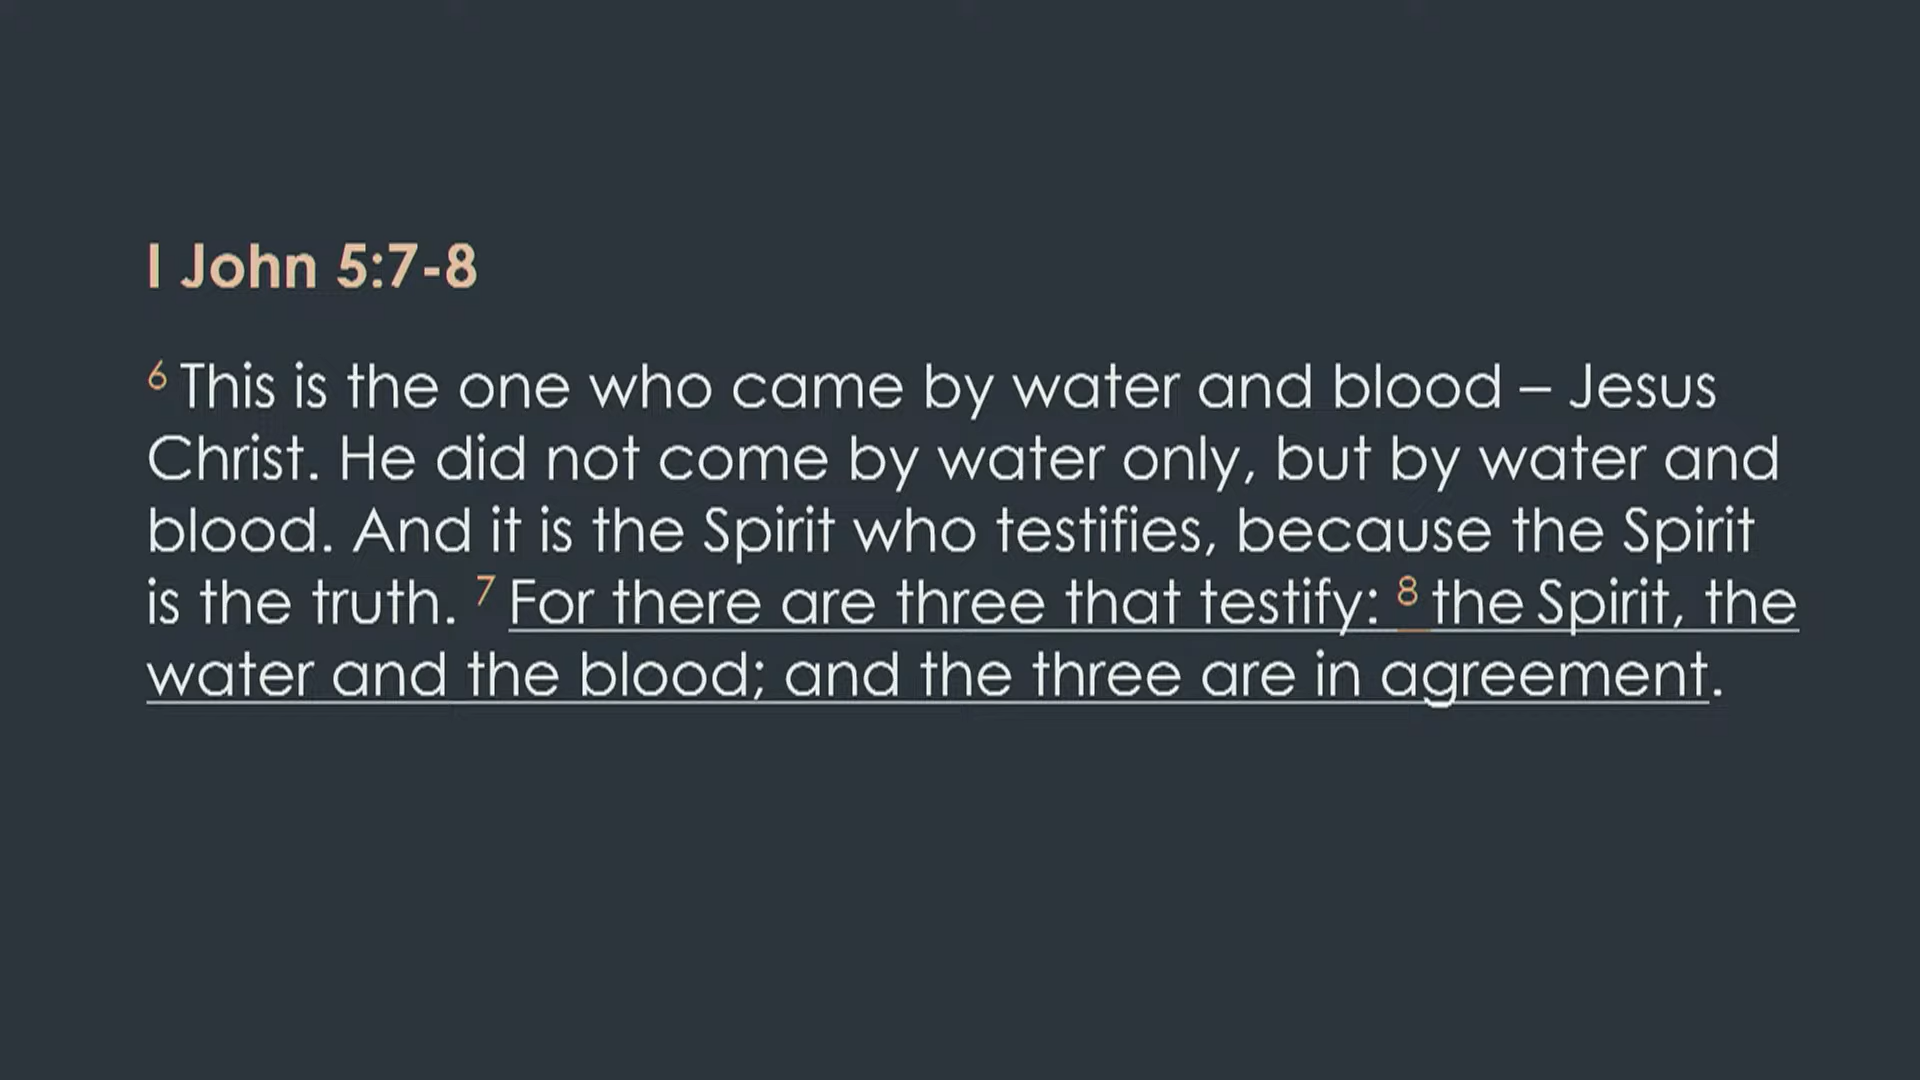 I John 5:7-8
6 This is the one who came by water and blood – Jesus
Christ. He did not come by water only, but by water and
blood. And it is the Spirit who testifies, because the Spirit
is the truth. 7 For there are three that testify: 8 the Spirit, the
water and the blood; and the three are in agreement.